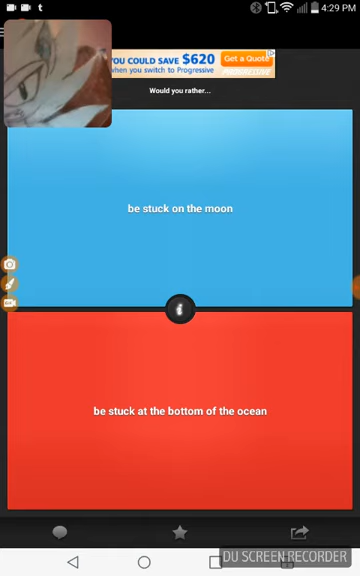 t
4:29 PM
YOU COULD SAVE $620
when you switch to Progressive
Get a Quote
PROGRESSIVE
Would you rather...
be stuck on the moon
i
be stuck at the bottom of the ocean
DU SCREEN RECORDER